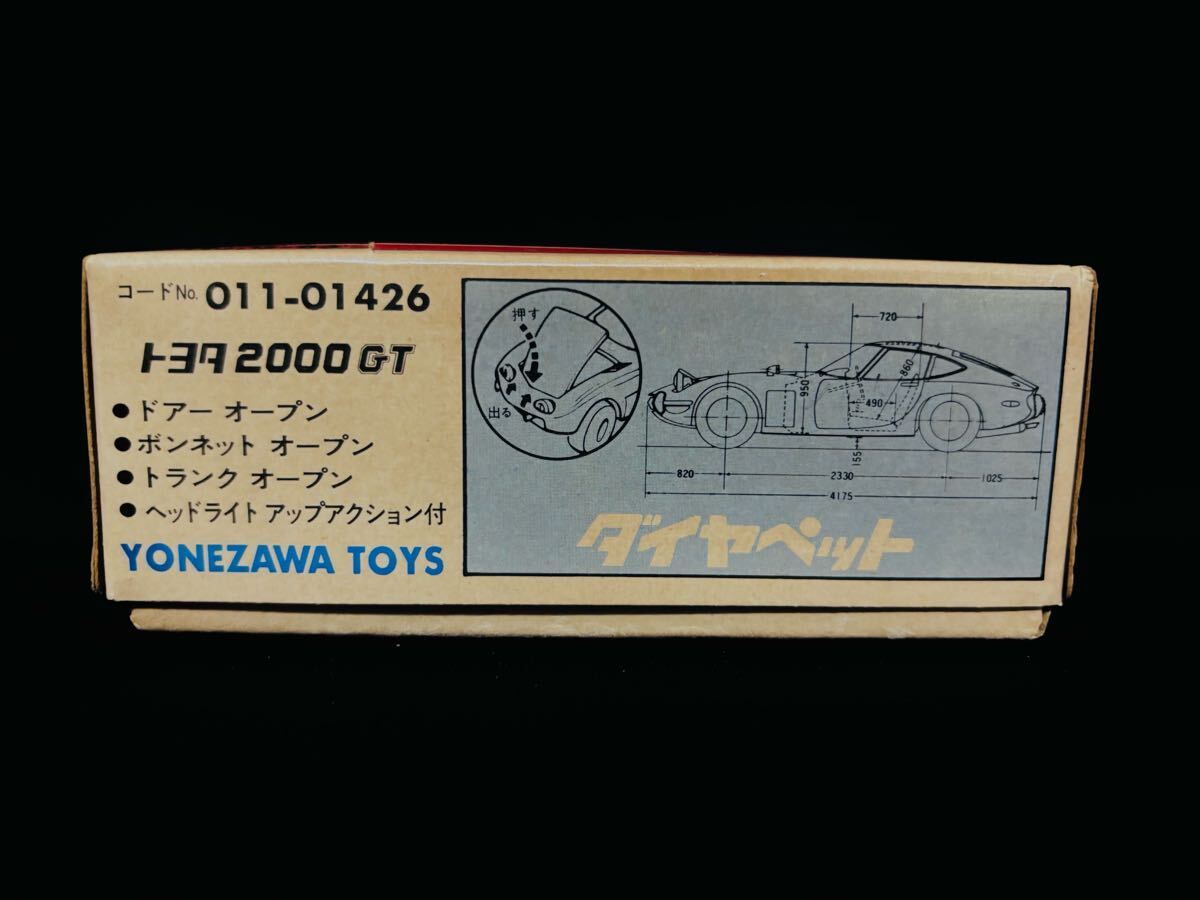 コードNo. 011-01426
トヨタ 2000 GT
● ドアー オープン
● ボンネット オープン
● トランク オープン
● ヘッドライト アップアクション付
YONEZAWA TOYS
押す
出る
720
950
860
490
155
820
2330
1025
4175
ダイヤペット